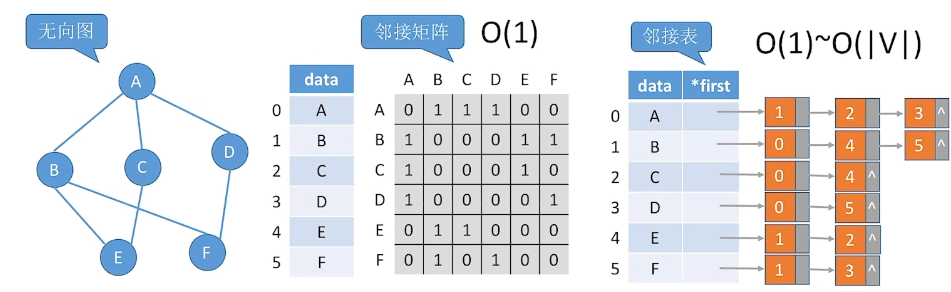 无向图
A
B
C
D
E
F
data
0 A
1 B
2 C
3 D
4 E
5 F
邻接矩阵
O(1)
A B C D E F
A 0 1 1 1 0 0
B 1 0 0 0 1 1
C 1 0 0 0 1 0
D 1 0 0 0 0 1
E 0 1 1 0 0 0
F 0 1 0 1 0 0
邻接表
O(1)~O(|V|)
data *first
0 A 1 2 3 ^
1 B 0 4 5 ^
2 C 0 4 ^
3 D 0 5 ^
4 E 1 2 ^
5 F 1 3 ^